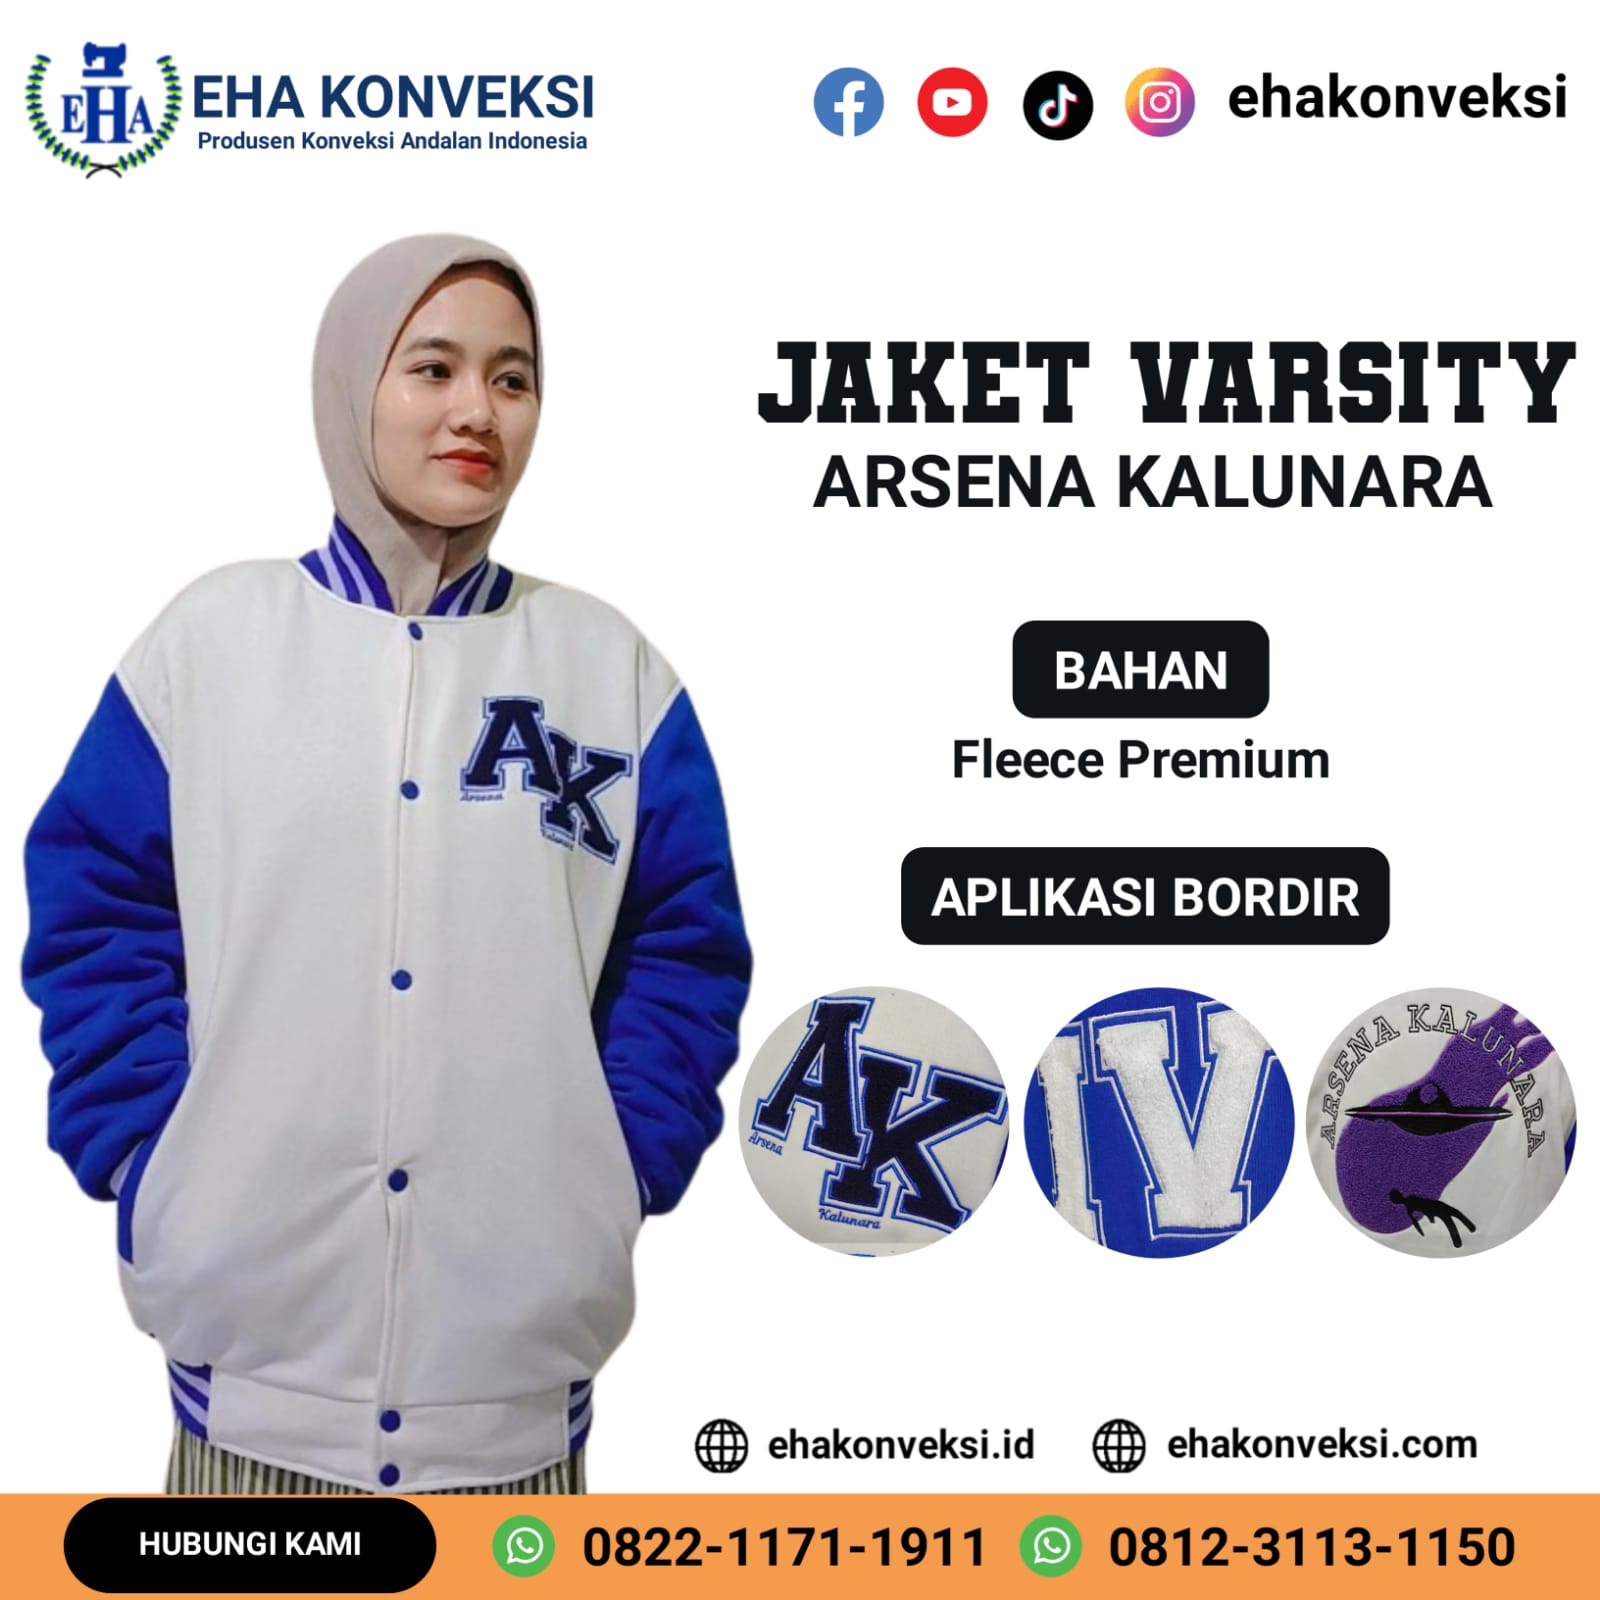 EHA
EHA KONVEKSI
Produsen Konveksi Andalan Indonesia
ehakonveksi
JAKET VARSITY
ARSENA KALUNARA
AK
Arsena
Kalunara
BAHAN
Fleece Premium
APLIKASI BORDIR
AK
Arsena
Kalunara
IV
ARSENA KALUNARA
ehakonveksi.id
ehakonveksi.com
HUBUNGI KAMI
0822-1171-1911
0812-3113-1150